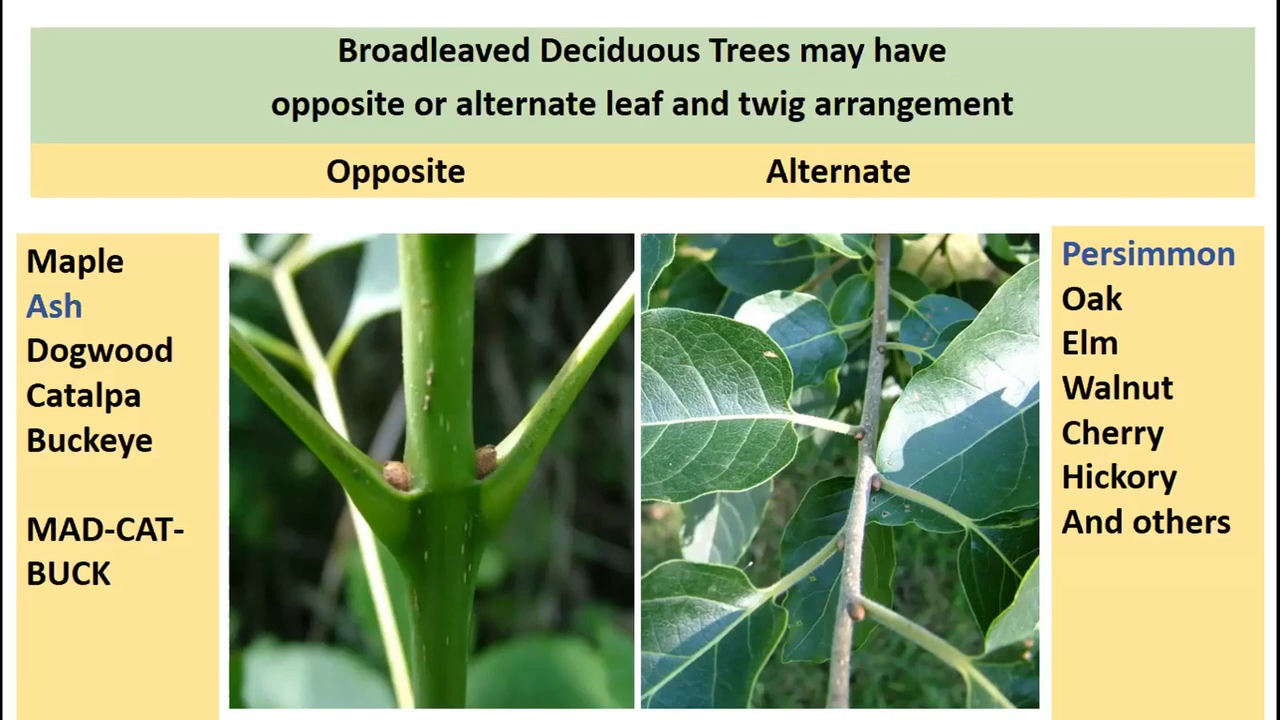 Broadleaved Deciduous Trees may have
opposite or alternate leaf and twig arrangement
Opposite
Alternate
Maple
Ash
Dogwood
Catalpa
Buckeye
MAD-CAT-
BUCK
Persimmon
Oak
Elm
Walnut
Cherry
Hickory
And others